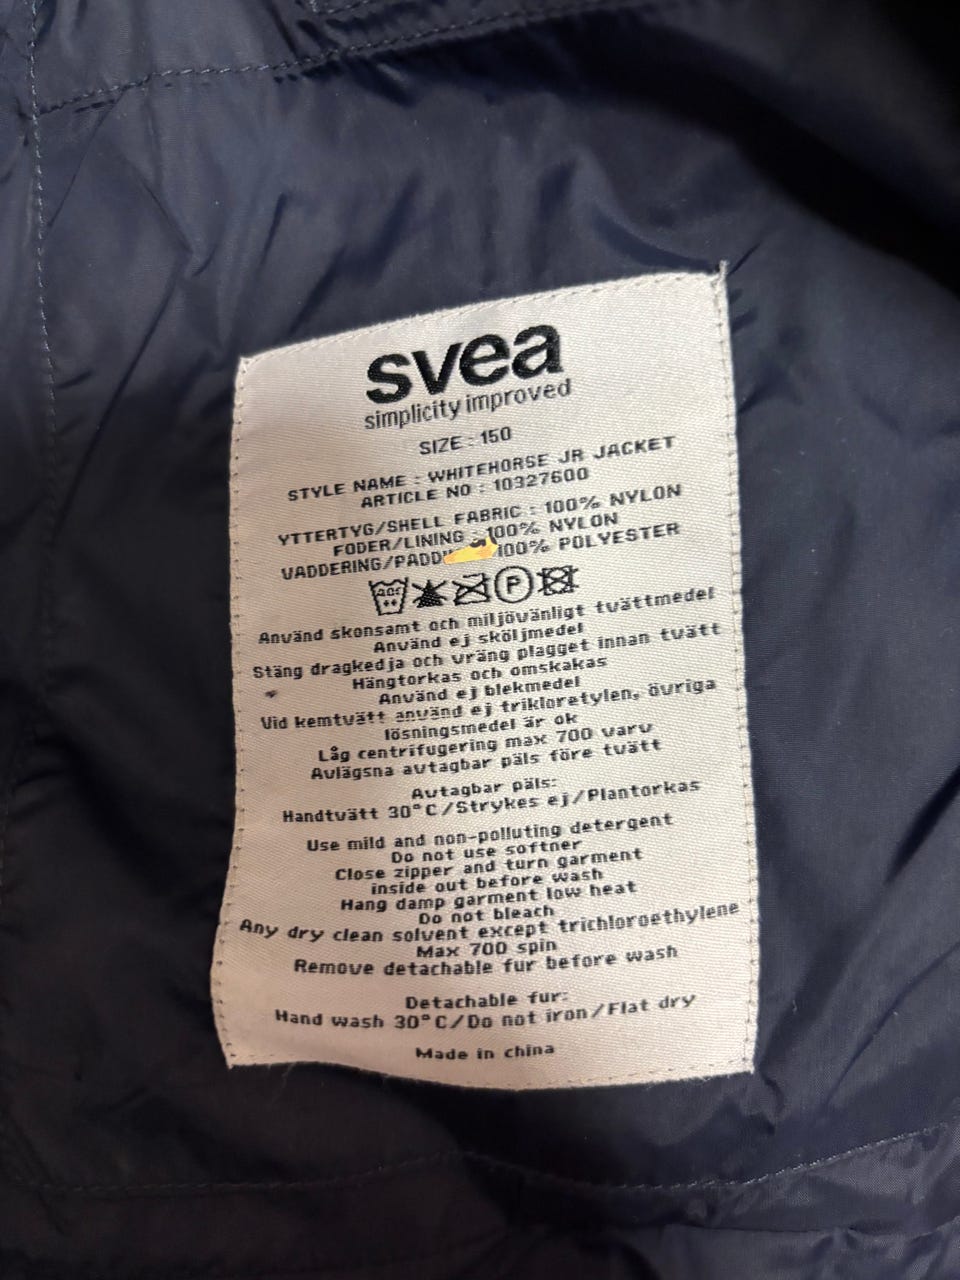 svea
simplicity improved
SIZE : 150
STYLE NAME : WHITEHORSE JR JACKET
ARTICLE NO : 10327600
YTTERTYG/SHELL FABRIC : 100% NYLON
FODER/LINING : 100% NYLON
VADDERING/PADD 100% POLYESTER
P
Använd skonsamt och miljövänligt tvättmedel
Använd ej sköljmedel
Stäng dragkedja och vräng plagget innan tvätt
Hängtorkas och omskakas
Använd ej blekmedel
Vid kemtvätt använd ej trikloretylen, övriga
lösningsmedel är ok
Låg centrifugering max 700 varv
Avlägsna avtagbar päls före tvätt
Avtagbar päls:
Handtvätt 30°C/Strykes ej/Plantorkas
Use mild and non-polluting detergent
Do not use softner
Close zipper and turn garment
inside out before wash
Hang damp garment low heat
Do not bleach
Any dry clean solvent except trichloroethylene
Max 700 spin
Remove detachable fur before wash
Detachable fur:
Hand wash 30°C/Do not iron/Flat dry
Made in china